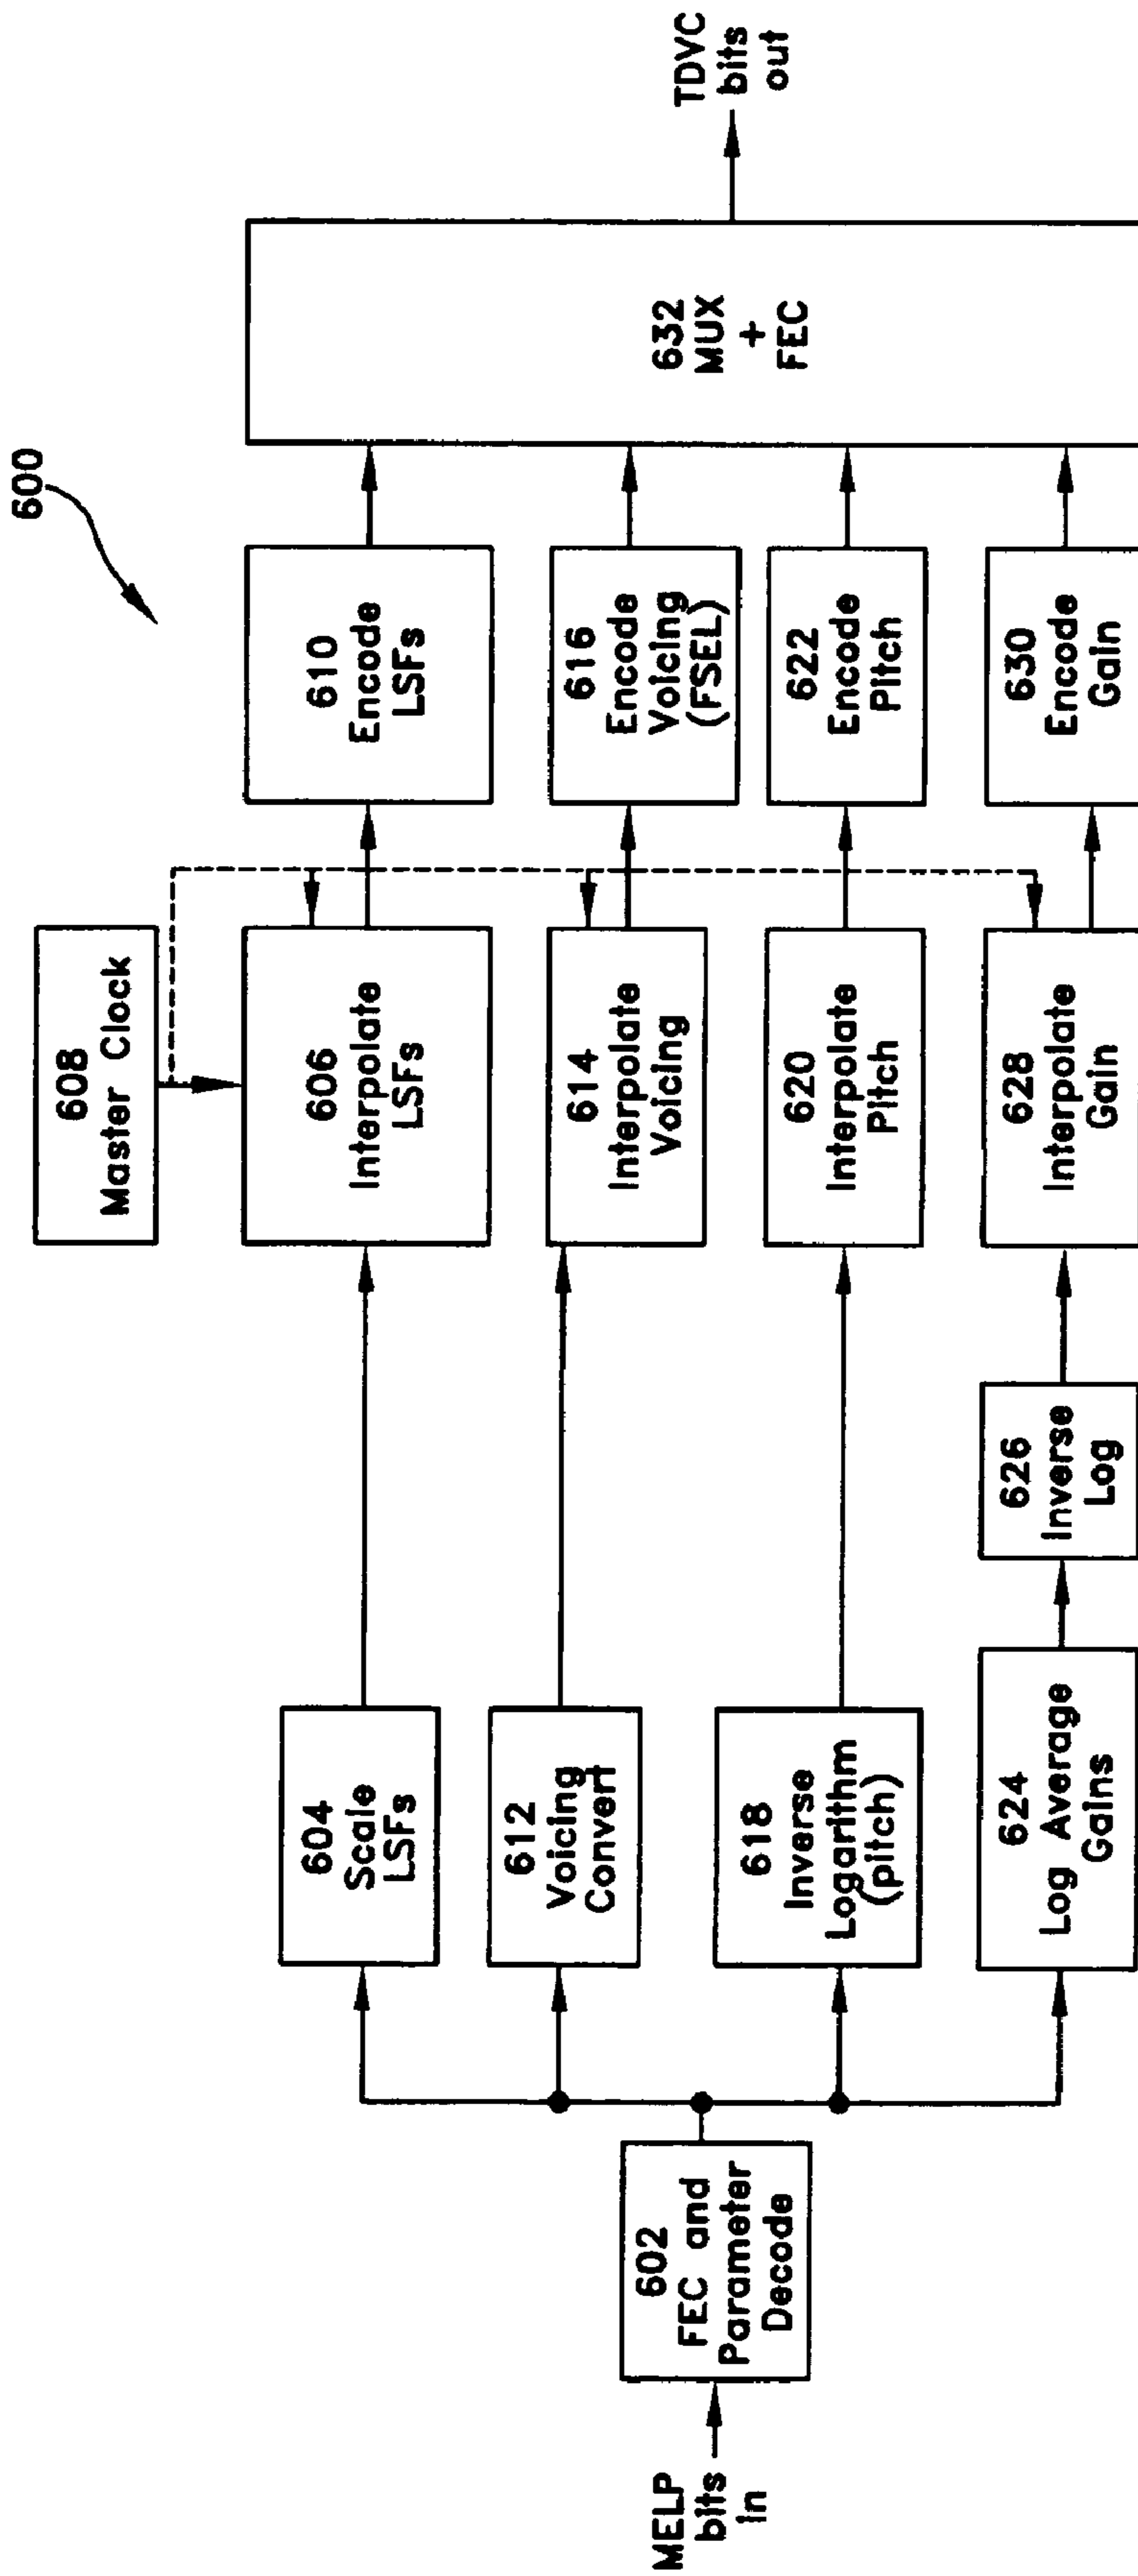 600
MELP
bits
in
602
FEC and
Parameter
Decode
604
Scale
LSFs
612
Voicing
Convert
618
Inverse
Logarithm
(pitch)
624
Log Average
Gains
626
Inverse
Log
608
Master Clock
606
Interpolate
LSFs
614
Interpolate
Voicing
620
Interpolate
Pitch
628
Interpolate
Gain
610
Encode
LSFs
616
Encode
Voicing
(FSEL)
622
Encode
Pitch
630
Encode
Gain
632
MUX
+
FEC
TDVC
bits
out